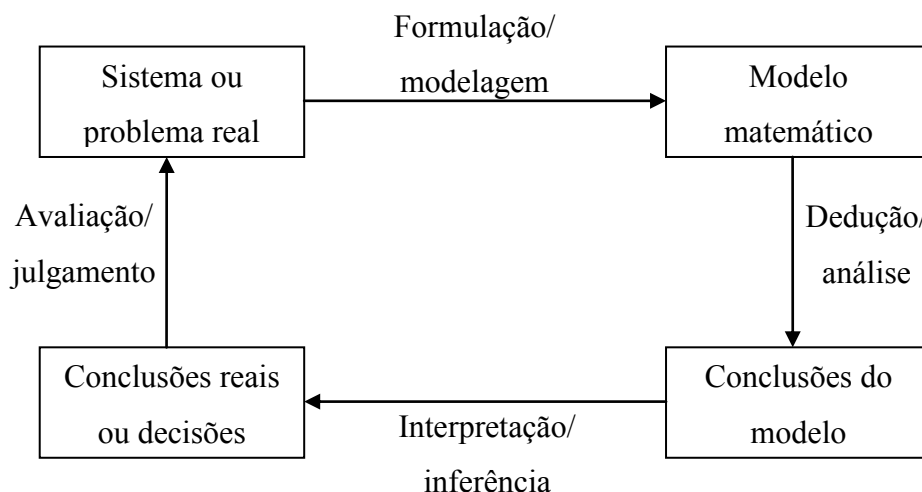 Formulação/
modelagem
Sistema ou
problema real
Modelo
matemático
Avaliação/
julgamento
Dedução/
análise
Conclusões reais
ou decisões
Conclusões do
modelo
Interpretação/
inferência